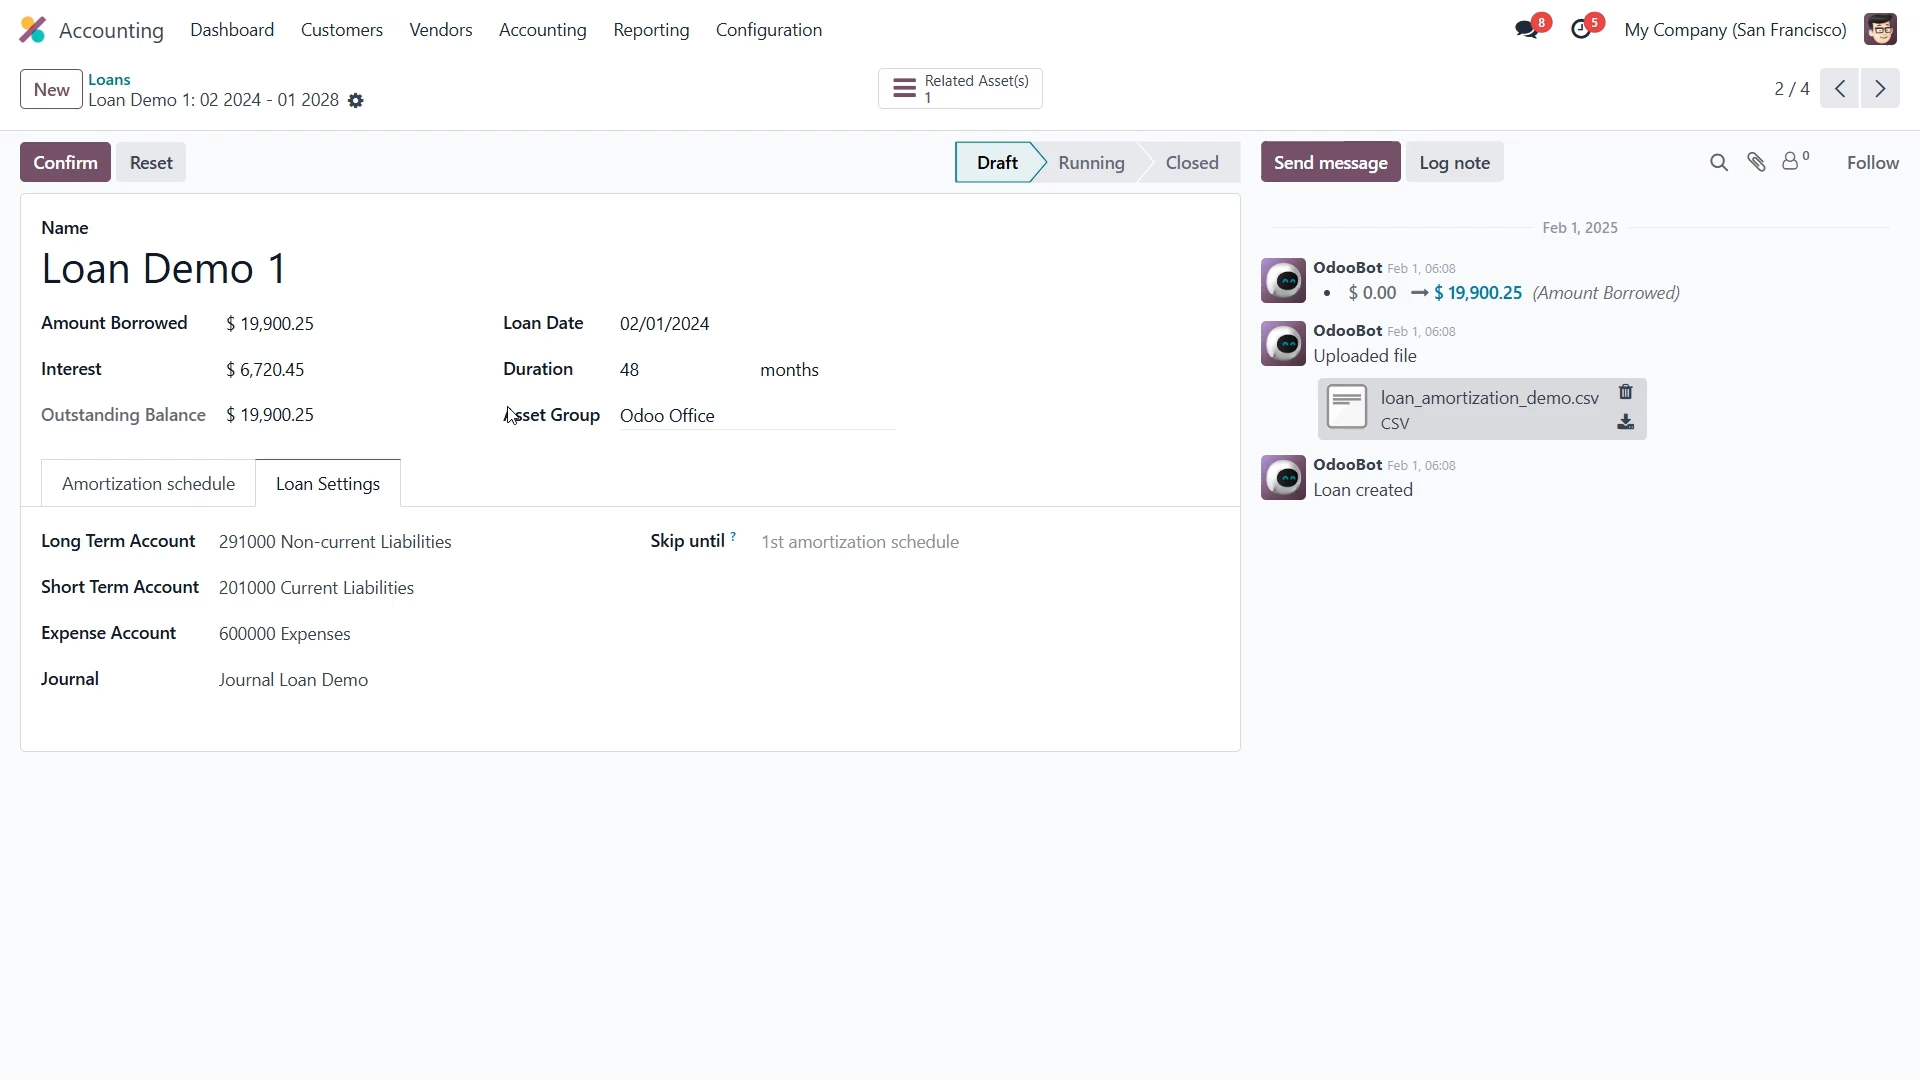 Accounting Dashboard Customers Vendors Accounting Reporting Configuration 8 5 My Company (San Francisco)
New Loans
Loan Demo 1: 02 2024 - 01 2028
Related Asset(s)
1
2 / 4
Confirm Reset Draft Running Closed Send message Log note 0 Follow
Name
Loan Demo 1
Amount Borrowed $ 19,900.25 Loan Date 02/01/2024
Interest $ 6,720.45 Duration 48 months
Outstanding Balance $ 19,900.25 Asset Group Odoo Office
Amortization schedule Loan Settings
Long Term Account 291000 Non-current Liabilities Skip until ? 1st amortization schedule
Short Term Account 201000 Current Liabilities
Expense Account 600000 Expenses
Journal Journal Loan Demo
Feb 1, 2025
OdooBot Feb 1, 06:08
• $ 0.00 → $ 19,900.25 (Amount Borrowed)
OdooBot Feb 1, 06:08
Uploaded file
loan_amortization_demo.csv
CSV
OdooBot Feb 1, 06:08
Loan created